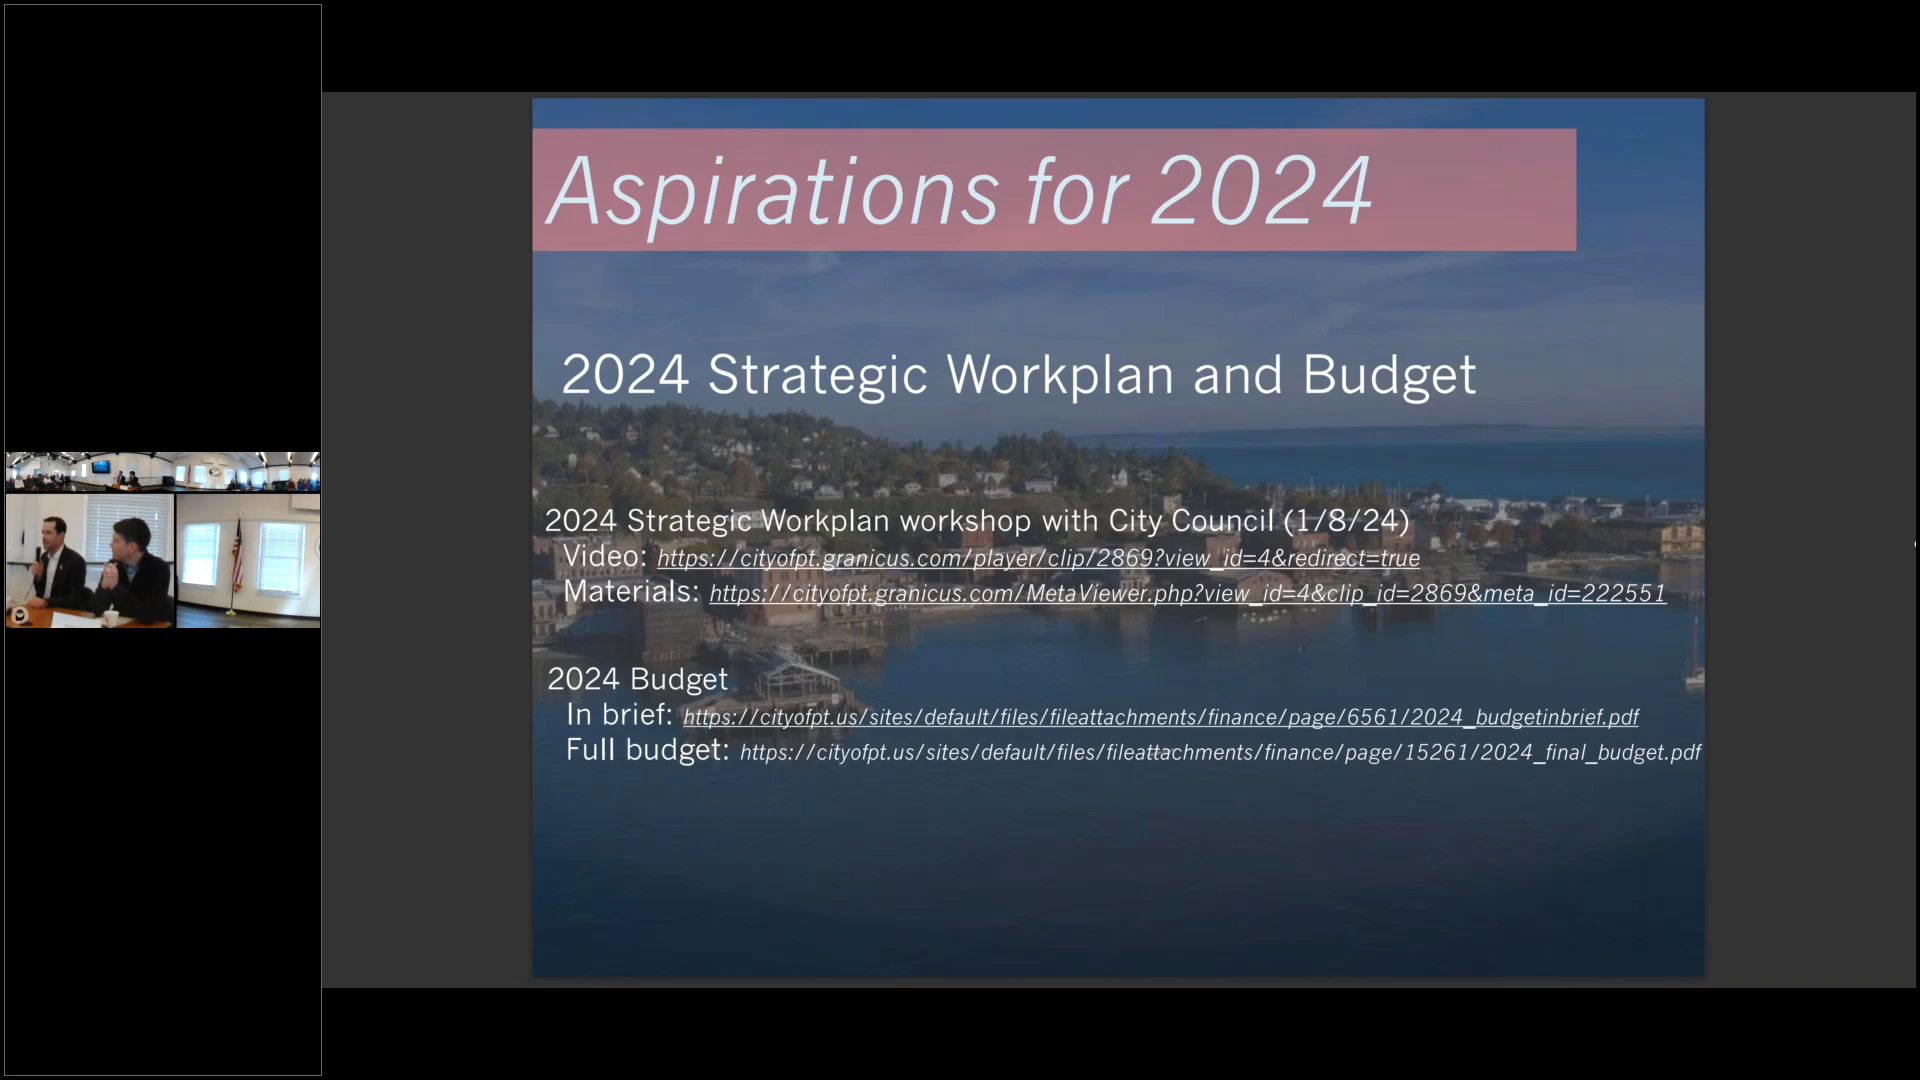 Aspirations for 2024
2024 Strategic Workplan and Budget
2024 Strategic Workplan workshop with City Council (1/8/24)
Video: https://cityofpt.granicus.com/player/clip/2869?view_id=4&redirect=true
Materials: https://cityofpt.granicus.com/MetaViewer.php?view_id=4&clip_id=2869&meta_id=222551
2024 Budget
In brief: https://cityofpt.us/sites/default/files/fileattachments/finance/page/6561/2024_budgetinbrief.pdf
Full budget: https://cityofpt.us/sites/default/files/fileattachments/finance/page/15261/2024_final_budget.pdf